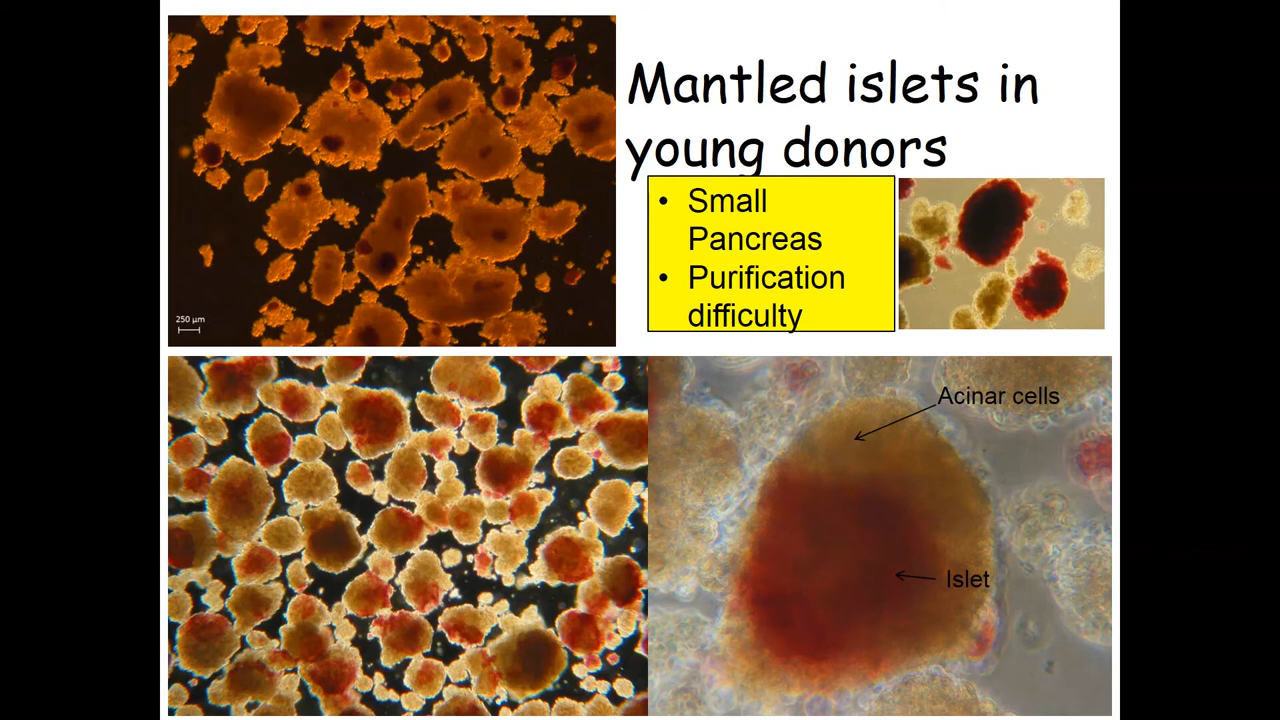 Mantled islets in
young donors
• Small
Pancreas
• Purification
difficulty
250 µm
Acinar cells
Islet